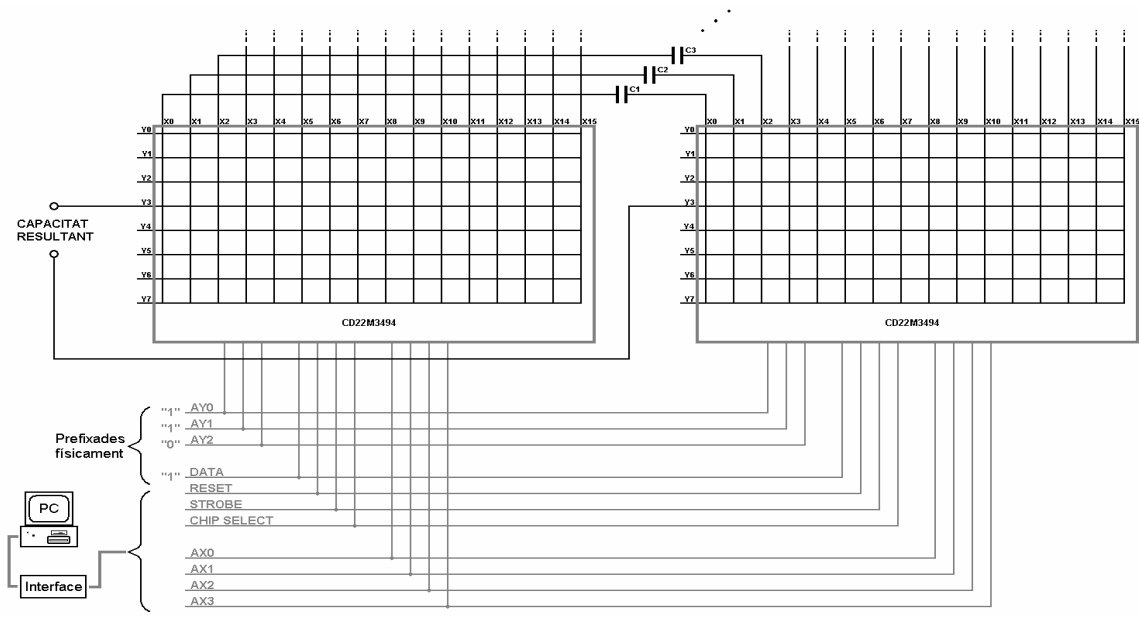 C3
C2
C1
X0 X1 X2 X3 X4 X5 X6 X7 X8 X9 X10 X11 X12 X13 X14 X15
X0 X1 X2 X3 X4 X5 X6 X7 X8 X9 X10 X11 X12 X13 X14 X15
Y0
Y1
Y2
Y3
Y4
Y5
Y6
Y7
Y0
Y1
Y2
Y3
Y4
Y5
Y6
Y7
CAPACITAT
RESULTANT
CD22M3494
CD22M3494
Prefixades
físicament
"1" AY0
"1" AY1
"0" AY2
"1" DATA
RESET
STROBE
CHIP SELECT
AX0
AX1
AX2
AX3
PC
Interface